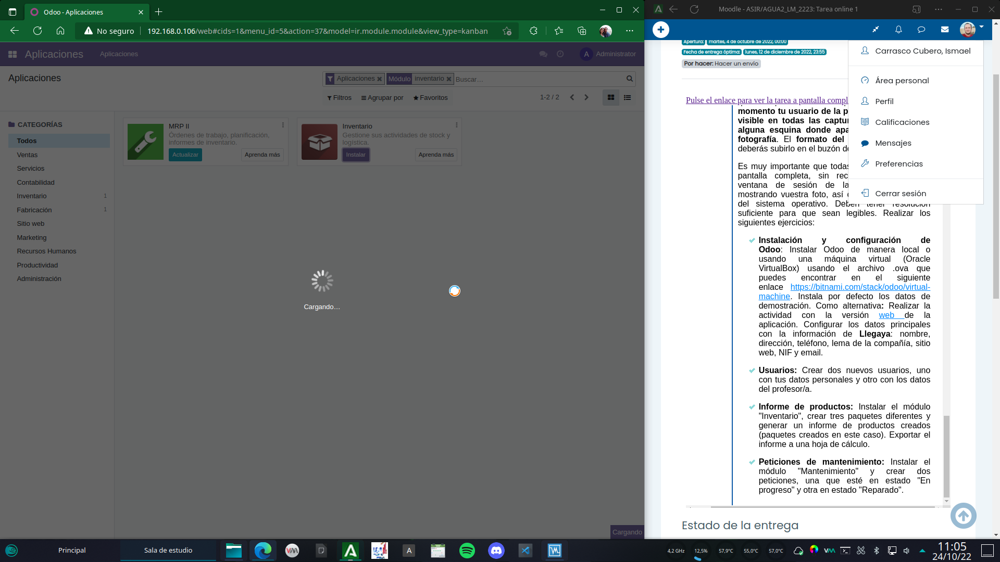 Odoo - Aplicaciones
No seguro
192.168.0.106/web#cids=1&menu_id=5&action=37&model=ir.module.module&view_type=kanban
Aplicaciones
Aplicaciones
A
Administrator
Aplicaciones
Aplicaciones
Módulo inventario
Buscar...
Filtros
Agrupar por
Favoritos
1-2 / 2
CATEGORÍAS
Todos
Ventas
Servicios
Contabilidad
Inventario 1
Fabricación 1
Sitio web
Marketing
Recursos Humanos
Productividad
Administración
MRP II
Órdenes de trabajo, planificación,
informes de inventario.
Actualizar
Aprenda más
Inventario
Gestione sus actividades de stock y
logística.
Instalar
Aprenda más
Cargando...
Cargando
Moodle - ASIR/AGUA2_LM_2223: Tarea online 1
Apertura: martes, 4 de octubre de 2022, 00:00
Fecha de entrega óptima: lunes, 12 de diciembre de 2022, 23:55
Por hacer: Hacer un envío
Carrasco Cubero, Ismael
Área personal
Perfil
Calificaciones
Mensajes
Preferencias
Cerrar sesión
Pulse el enlace para ver la tarea a pantalla compl
momento tu usuario de la p
visible en todas las captur
alguna esquina donde apa
fotografía. El formato del
deberás subirlo en el buzón de
Es muy importante que todas
pantalla completa, sin rec
ventana de sesión de la
mostrando vuestra foto, así
del sistema operativo. Deben tener resolución
suficiente para que sean legibles. Realizar los
siguientes ejercicios:
Instalación y configuración de
Odoo: Instalar Odoo de manera local o
usando una máquina virtual (Oracle
VirtualBox) usando el archivo .ova que
puedes encontrar en el siguiente
enlace https://bitnami.com/stack/odoo/virtual-
machine. Instala por defecto los datos de
demostración. Como alternativa: Realizar la
actividad con la versión web de la
aplicación. Configurar los datos principales
con la información de Llegaya: nombre,
dirección, teléfono, lema de la compañía, sitio
web, NIF y email.
Usuarios: Crear dos nuevos usuarios, uno
con tus datos personales y otro con los datos
del profesor/a.
Informe de productos: Instalar el módulo
"Inventario", crear tres paquetes diferentes y
generar un informe de productos creados
(paquetes creados en este caso). Exportar el
informe a una hoja de cálculo.
Peticiones de mantenimiento: Instalar el
módulo "Mantenimiento" y crear dos
peticiones, una que esté en estado "En
progreso" y otra en estado "Reparado".
Estado de la entrega
Principal
Sala de estudio
A
4,2 GHz
12,5%
57,9°C
55,0°C
57,0°C
11:05
24/10/22